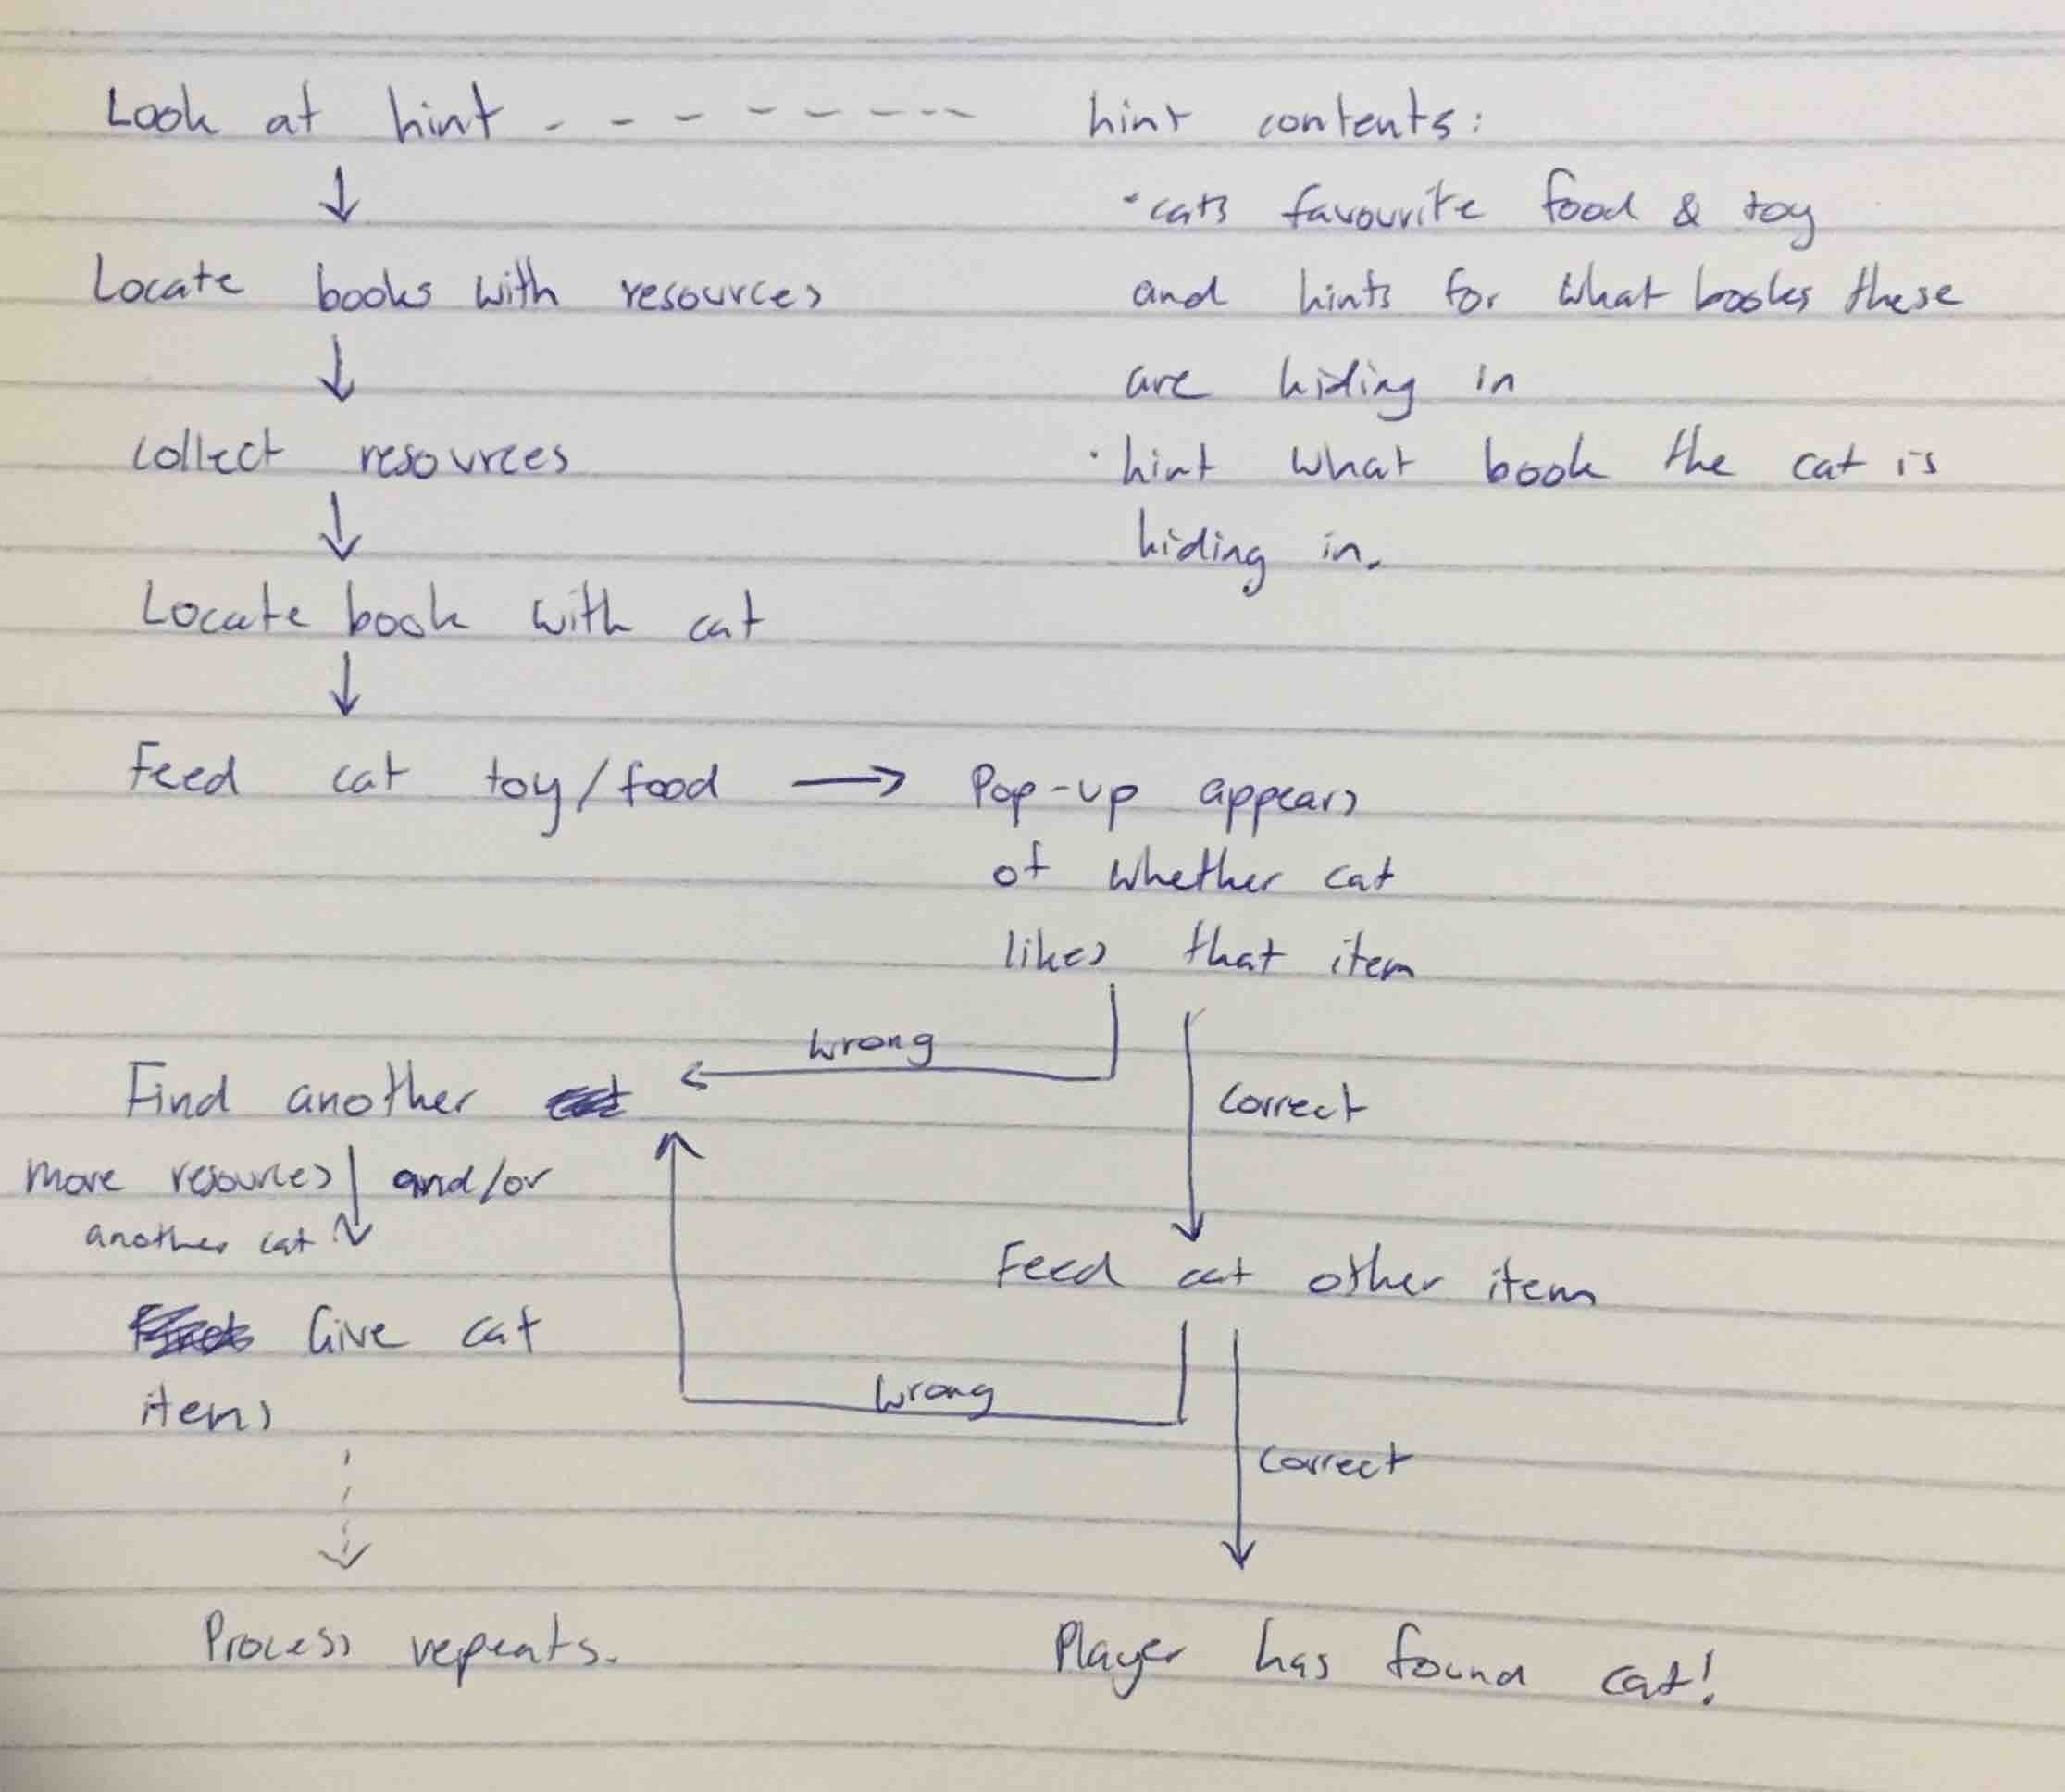 Look at hint
hint contents:
• cats favourite food & toy
and hints for what books these
are hiding in
• hint what book the cat is
hiding in.
Locate books with resources
collect resources
Locate book with cat
Feed cat toy/food
Pop-up appears
of whether cat
likes that item
wrong
correct
Find another
more resources and/or
another cat
Feed cat other item
Give cat
items
wrong
correct
Process repeats.
Player has found cat!